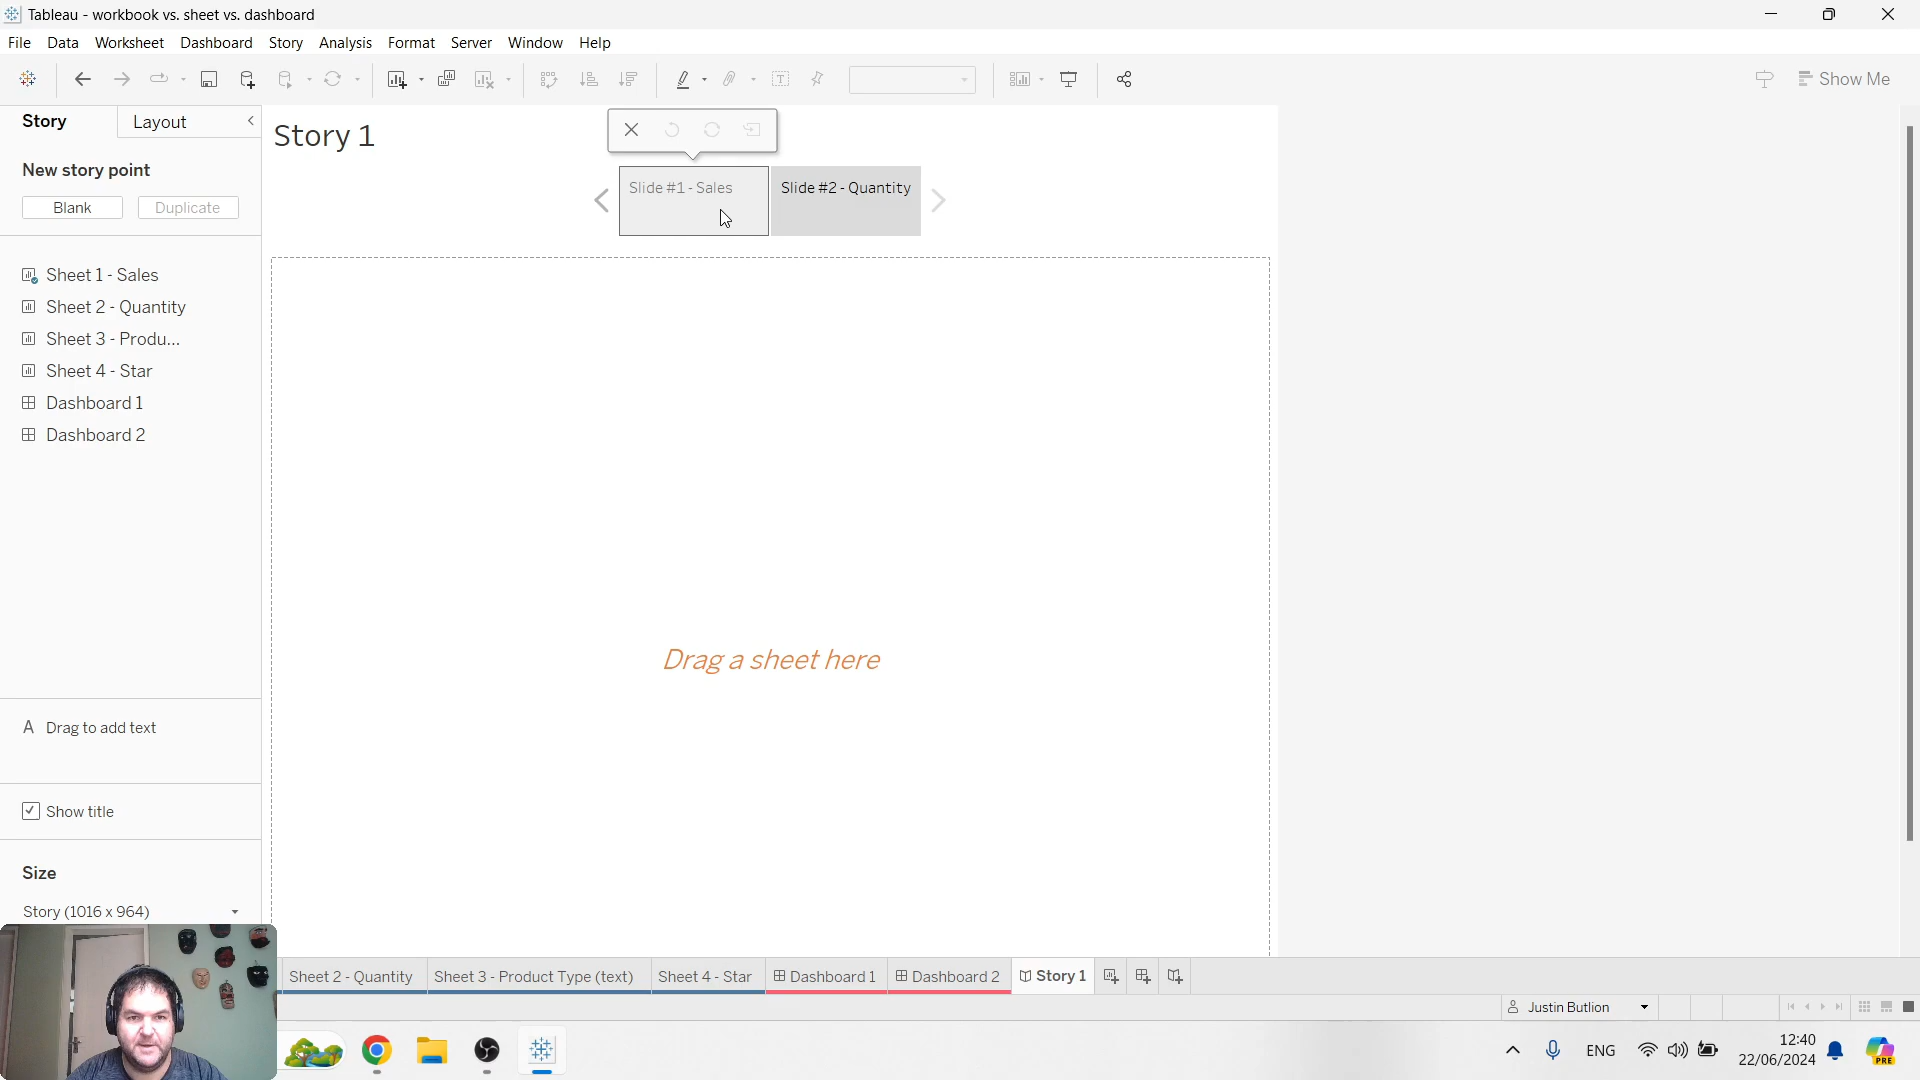 Tableau - workbook vs. sheet vs. dashboard
File Data Worksheet Dashboard Story Analysis Format Server Window Help
Show Me
Story Layout
Story 1
New story point
Blank Duplicate
Slide #1 - Sales Slide #2 - Quantity
Sheet 1 - Sales
Sheet 2 - Quantity
Sheet 3 - Produ...
Sheet 4 - Star
Dashboard 1
Dashboard 2
Drag a sheet here
A Drag to add text
Show title
Size
Story (1016 x 964)
Sheet 2 - Quantity Sheet 3 - Product Type (text) Sheet 4 - Star Dashboard 1 Dashboard 2 Story 1
Justin Butlion
ENG
12:40
22/06/2024
PRE